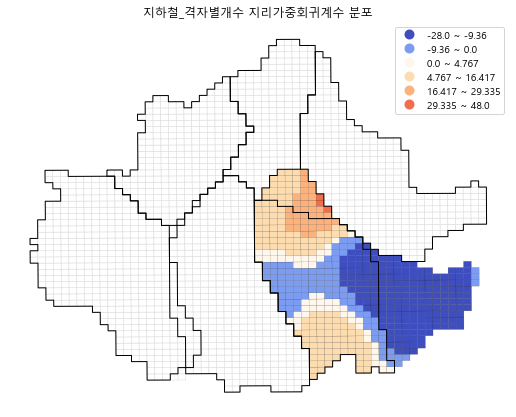 지하철_격자별개수 지리가중회귀계수 분포
-28.0 ~ -9.36
-9.36 ~ 0.0
0.0 ~ 4.767
4.767 ~ 16.417
16.417 ~ 29.335
29.335 ~ 48.0